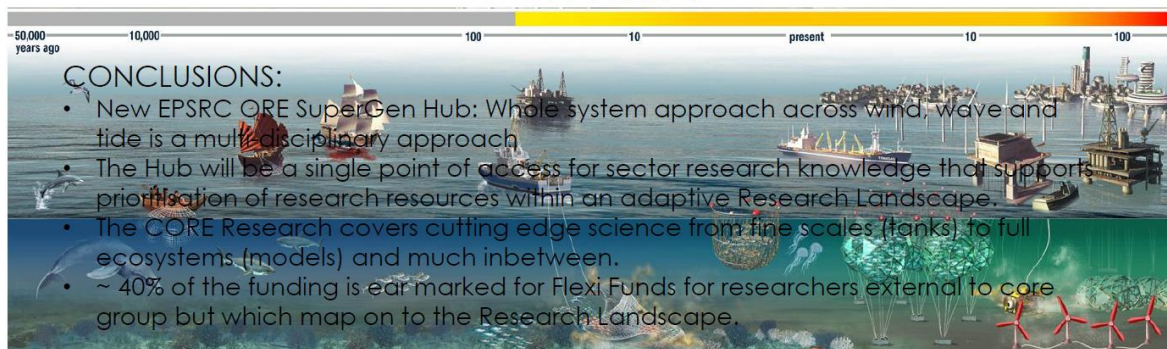 50,000 years ago 10,000 100 10 present 10 100
CONCLUSIONS:
• New EPSRC ORE SuperGen Hub: Whole system approach across wind, wave and
tide is a multi-disciplinary approach
• The Hub will be a single point of access for sector research knowledge that supports
prioritisation of research resources within an adaptive Research Landscape.
• The CORE Research covers cutting edge science from fine scales (tanks) to full
ecosystems (models) and much inbetween.
• ~ 40% of the funding is ear marked for Flexi Funds for researchers external to core
group but which map on to the Research Landscape.